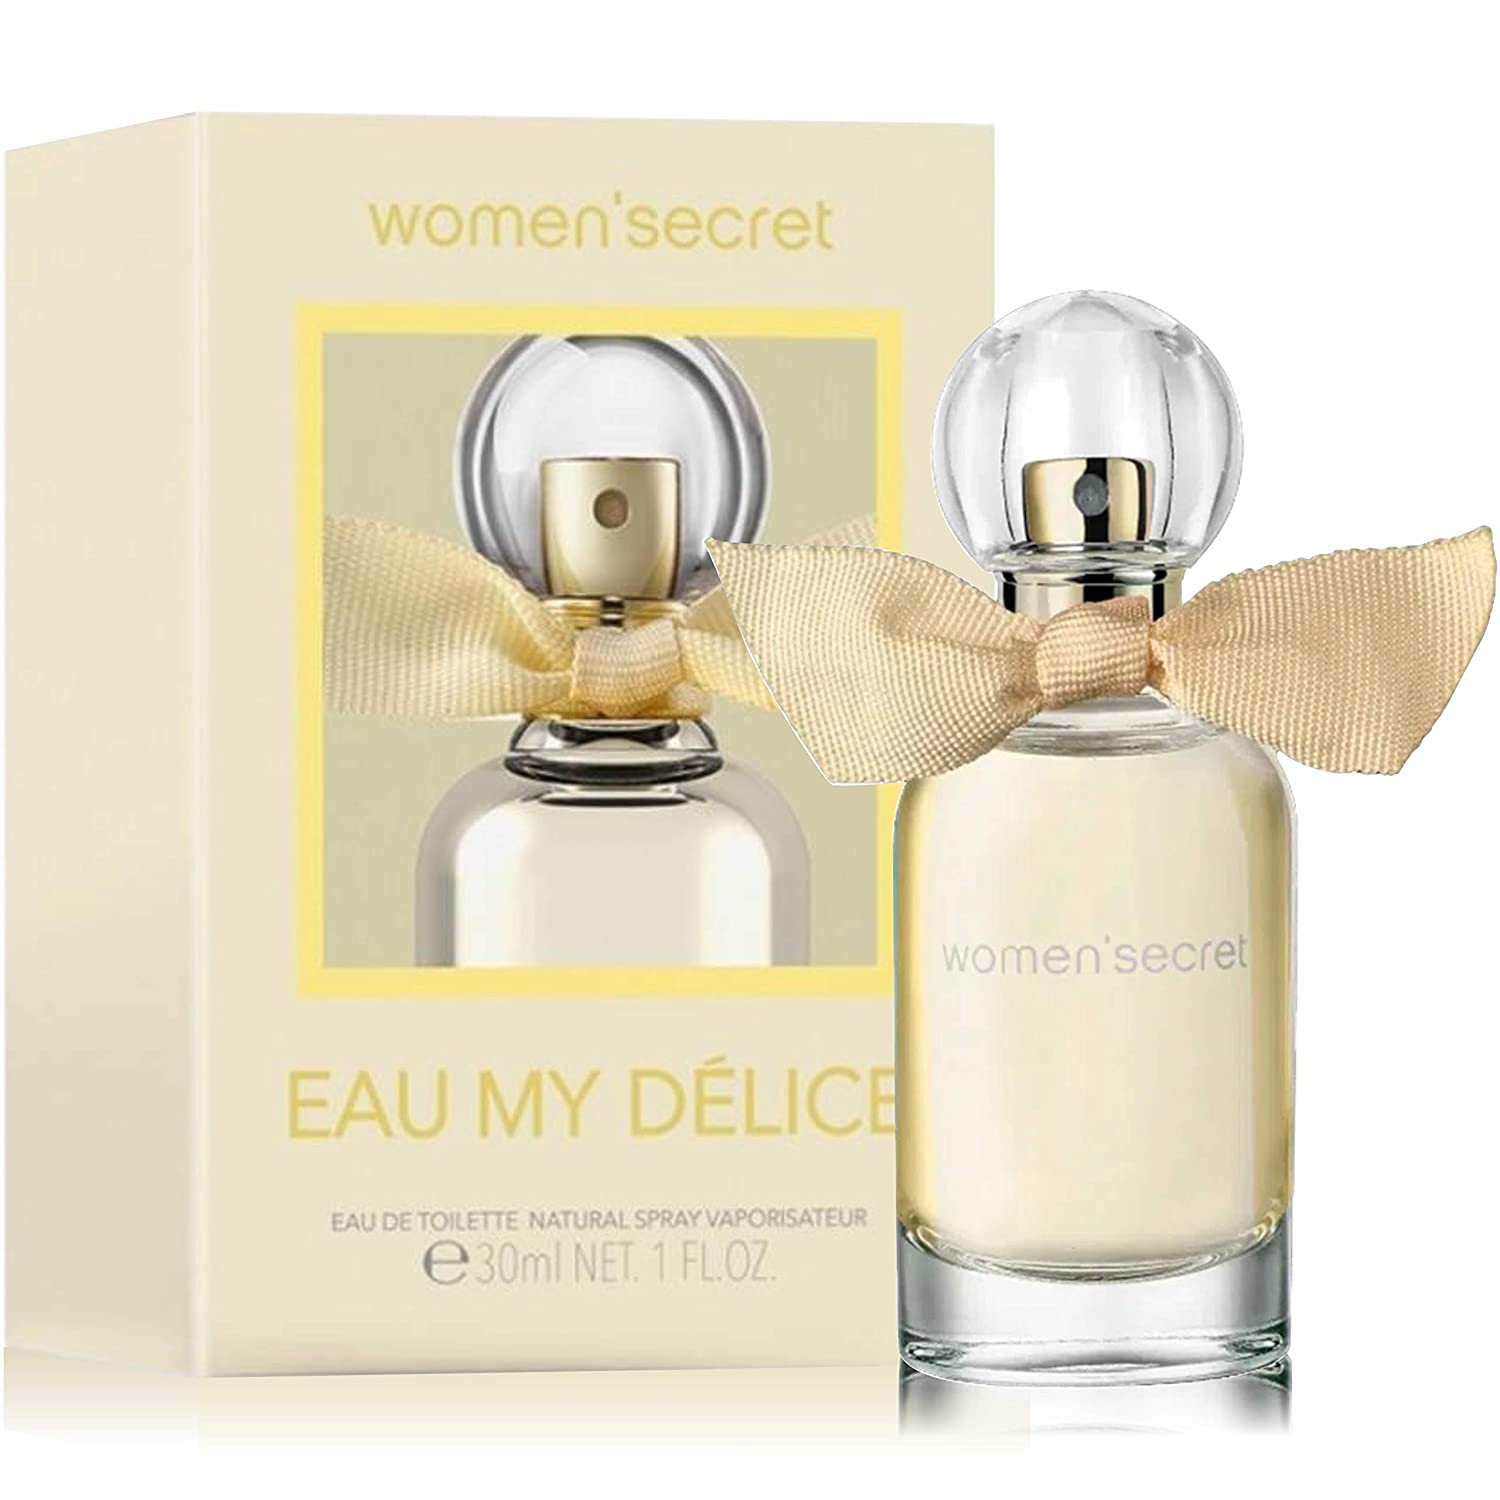 women'secret
EAU MY DÉLICE
EAU DE TOILETTE NATURAL SPRAY VAPORISATEUR
℮30ml NET. 1 FL.OZ.
women'secret